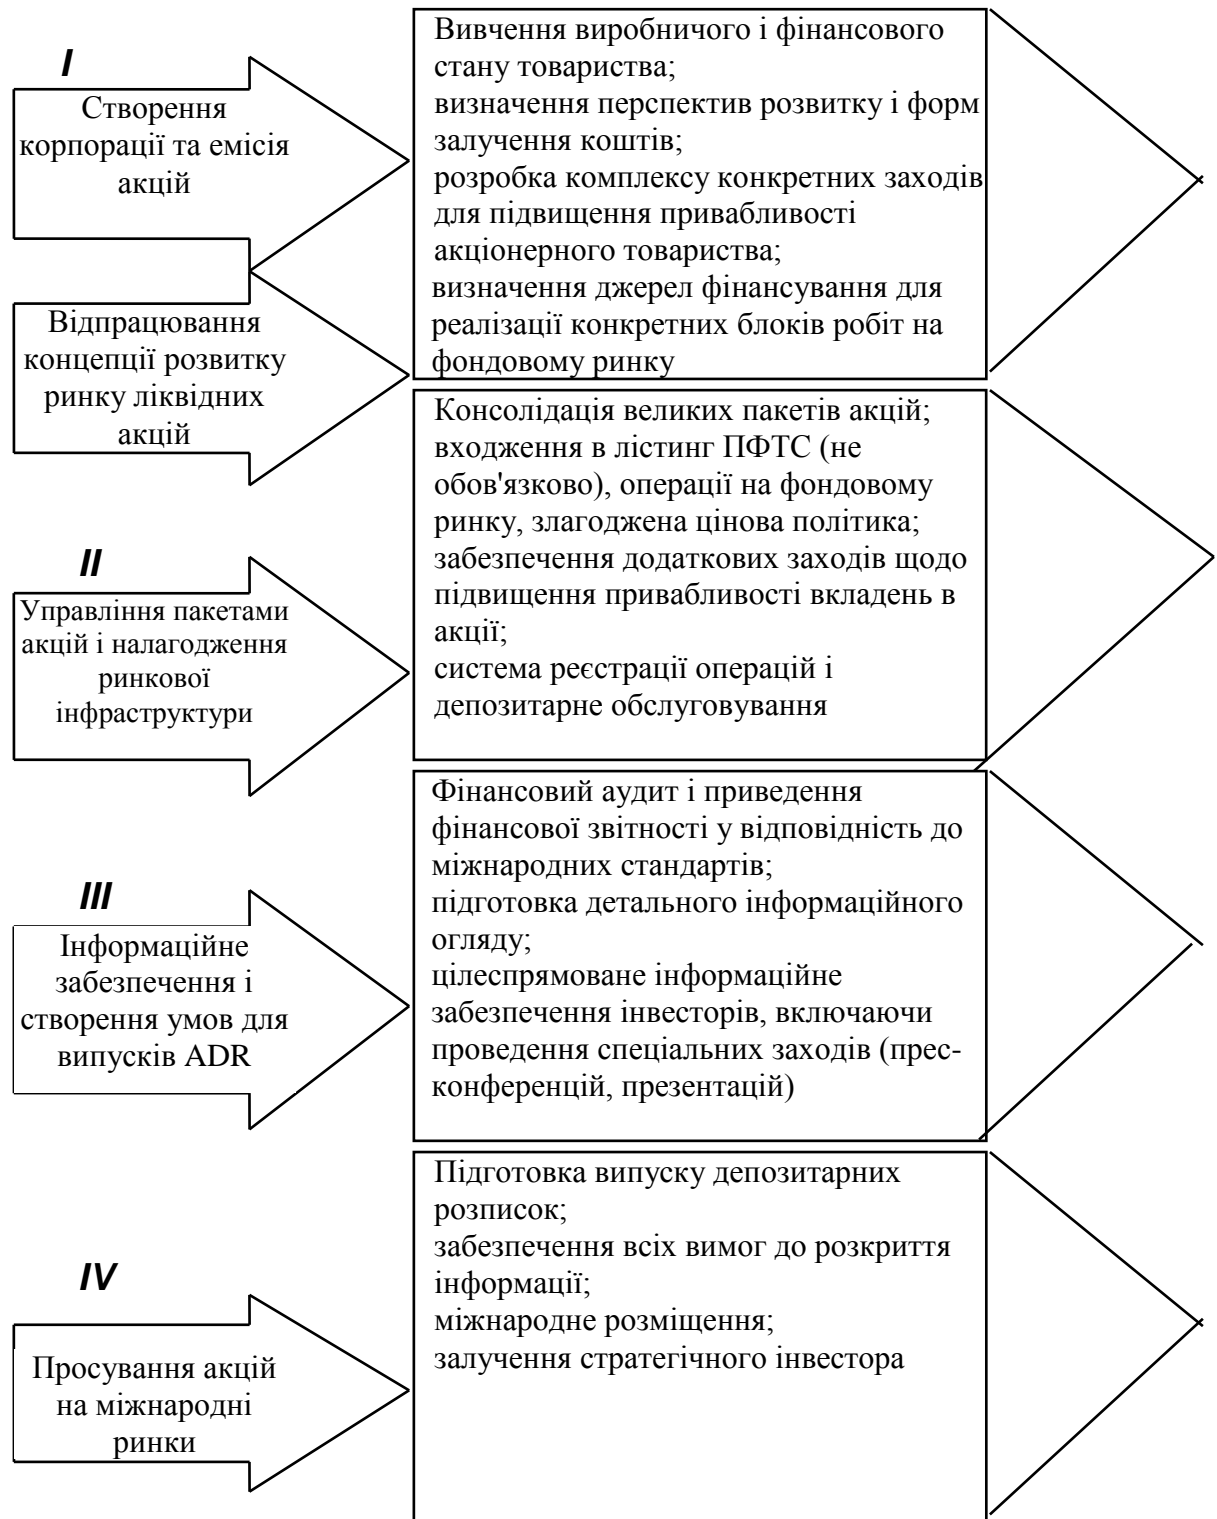 I
Створення
корпорації та емісія
акцій
Відпрацювання
концепції розвитку
ринку ліквідних
акцій
Вивчення виробничого і фінансового
стану товариства;
визначення перспектив розвитку і форм
залучення коштів;
розробка комплексу конкретних заходів
для підвищення привабливості
акціонерного товариства;
визначення джерел фінансування для
реалізації конкретних блоків робіт на
фондовому ринку
II
Управління пакетами
акцій і налагодження
ринкової
інфраструктури
Консолідація великих пакетів акцій;
входження в лістинг ПФТС (не
обов'язково), операції на фондовому
ринку, злагоджена цінова політика;
забезпечення додаткових заходів щодо
підвищення привабливості вкладень в
акції;
система реєстрації операцій і
депозитарне обслуговування
III
Інформаційне
забезпечення і
створення умов для
випусків ADR
Фінансовий аудит і приведення
фінансової звітності у відповідність до
міжнародних стандартів;
підготовка детального інформаційного
огляду;
цілеспрямоване інформаційне
забезпечення інвесторів, включаючи
проведення спеціальних заходів (прес-
конференцій, презентацій)
IV
Просування акцій
на міжнародні
ринки
Підготовка випуску депозитарних
розписок;
забезпечення всіх вимог до розкриття
інформації;
міжнародне розміщення;
залучення стратегічного інвестора